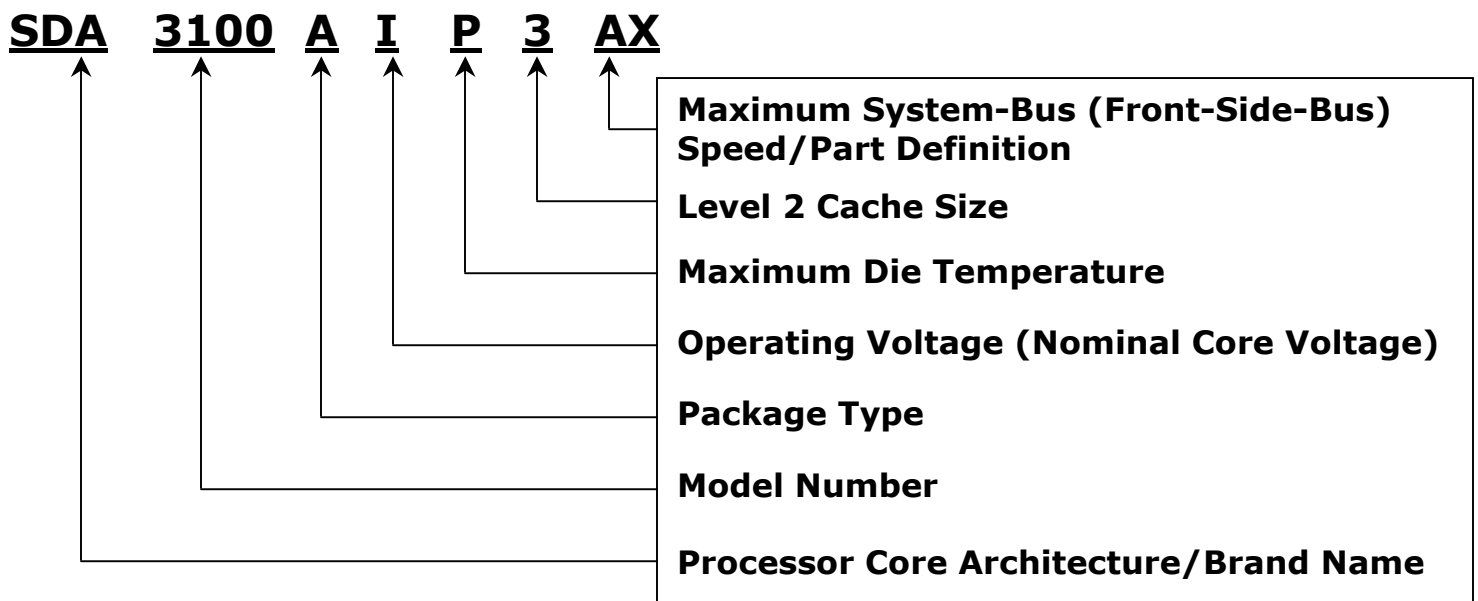 SDA 3100 A I P 3 AX
Maximum System-Bus (Front-Side-Bus)
Speed/Part Definition
Level 2 Cache Size
Maximum Die Temperature
Operating Voltage (Nominal Core Voltage)
Package Type
Model Number
Processor Core Architecture/Brand Name